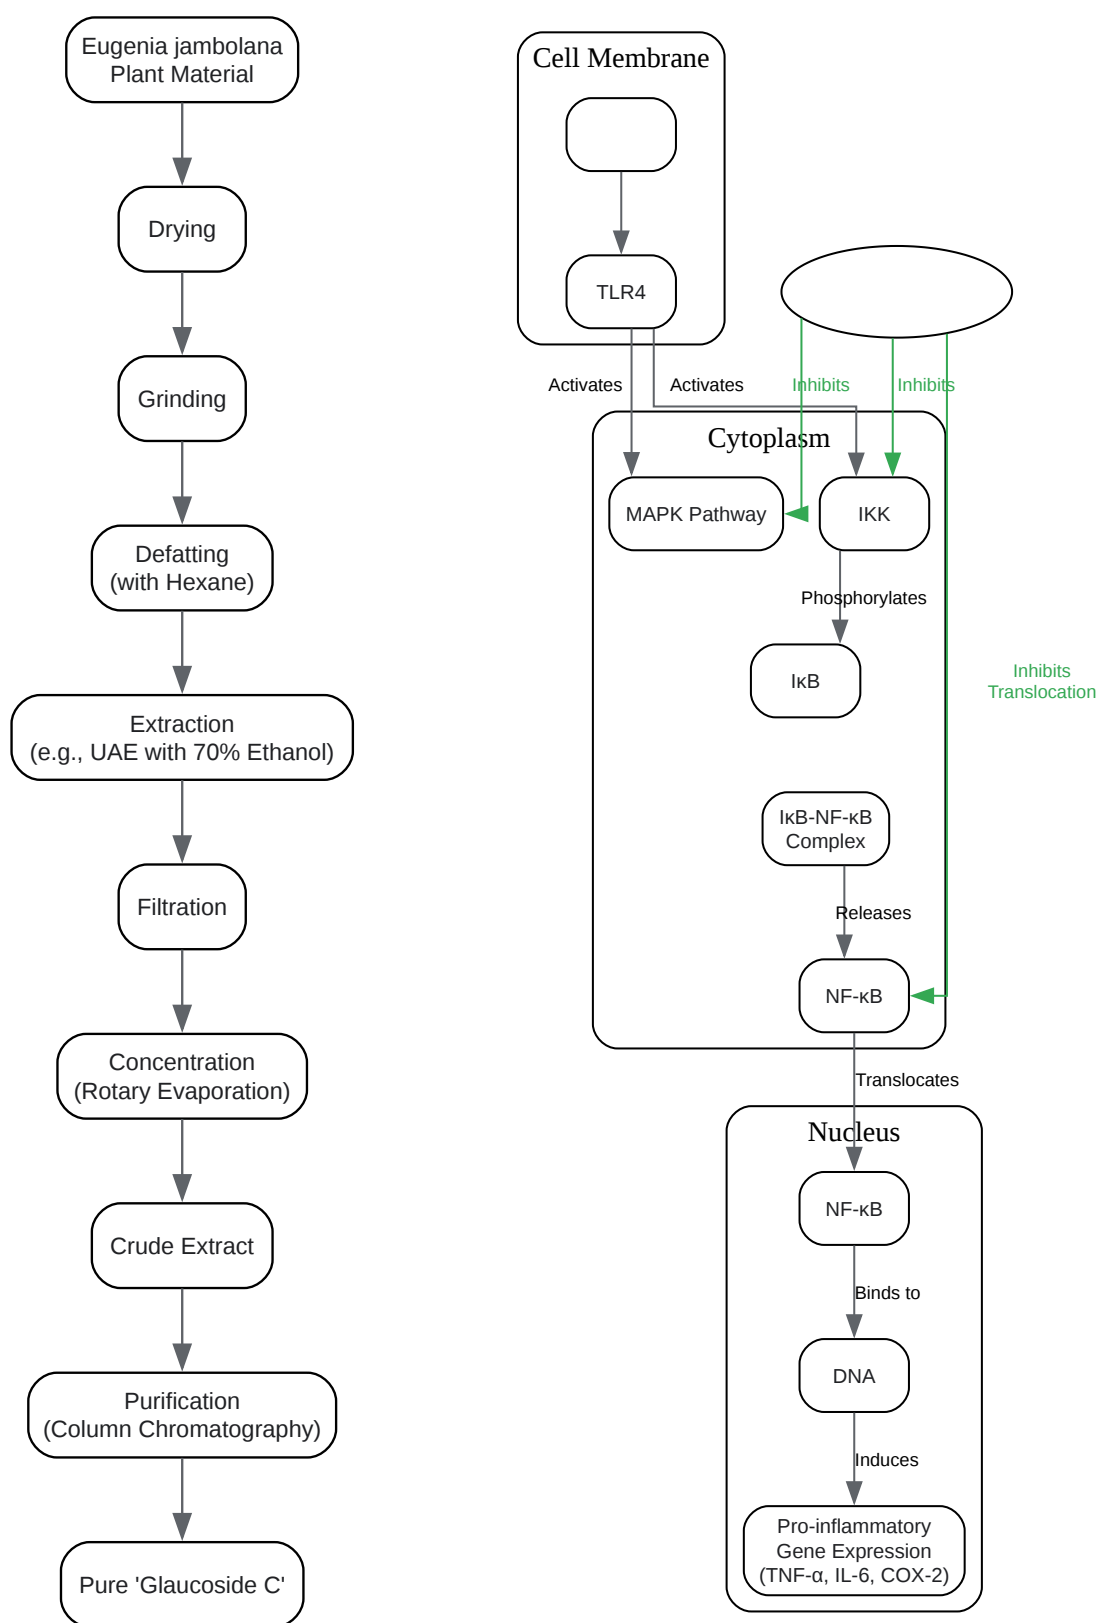 Eugenia jambolana
Plant Material
Drying
Grinding
Defatting
(with Hexane)
Extraction
(e.g., UAE with 70% Ethanol)
Filtration
Concentration
(Rotary Evaporation)
Crude Extract
Purification
(Column Chromatography)
Pure 'Glaucoside C'
Cell Membrane
TLR4
Activates
Activates
Inhibits
Inhibits
Cytoplasm
MAPK Pathway
IKK
Phosphorylates
IκB
Inhibits
Translocation
IκB-NF-κB
Complex
Releases
NF-κB
Translocates
Nucleus
NF-κB
Binds to
DNA
Induces
Pro-inflammatory
Gene Expression
(TNF-α, IL-6, COX-2)